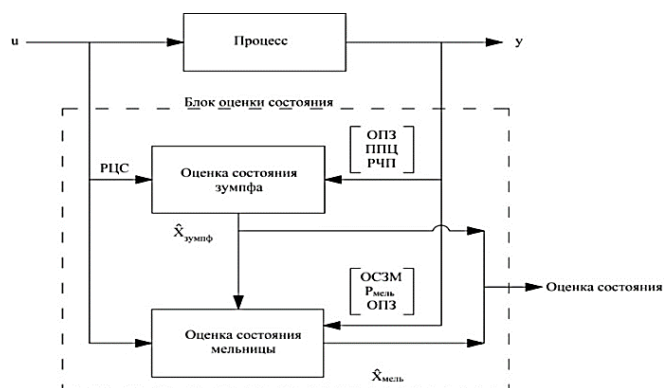 u
Процесс
y
Блок оценки состояния
ОПЗ
ППЦ
РЧП
РЦС
Оценка состояния
зумпфа
X̂зумпф
ОСЗМ
Pмель
ОПЗ
Оценка состояния
Оценка состояния
мельницы
X̂мель